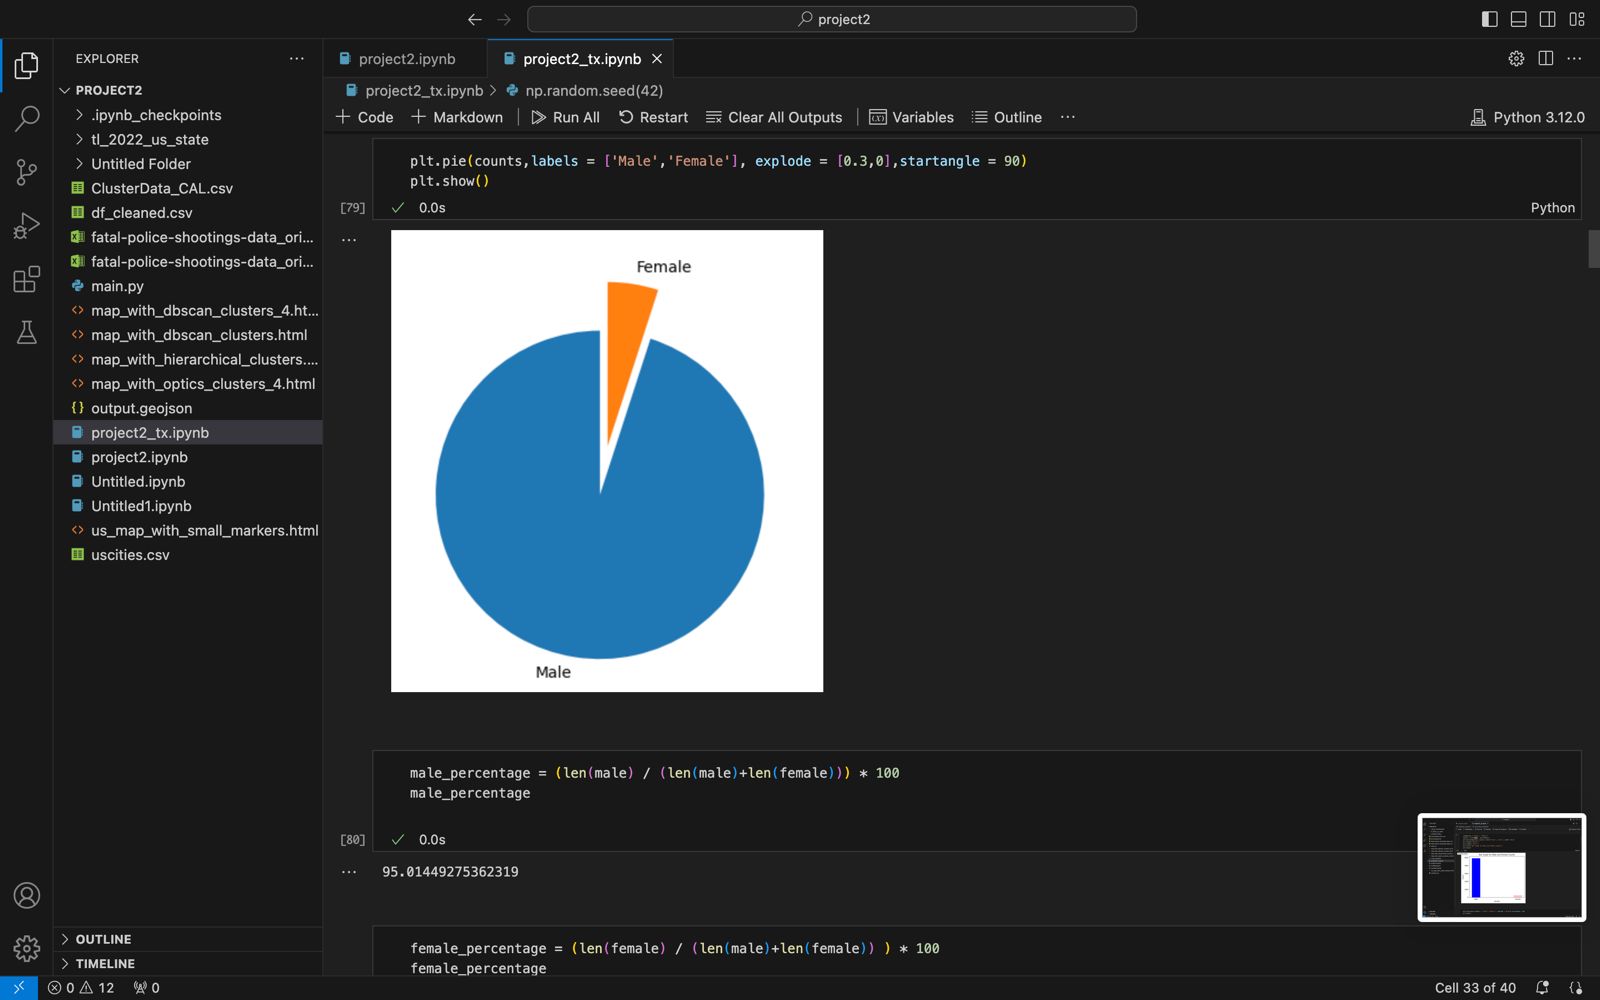 project2
EXPLORER
project2.ipynb
project2_tx.ipynb
PROJECT2
project2_tx.ipynb > np.random.seed(42)
.ipynb_checkpoints
Code
Markdown
Run All
Restart
Clear All Outputs
Variables
Outline
Python 3.12.0
tl_2022_us_state
Untitled Folder
ClusterData_CAL.csv
df_cleaned.csv
fatal-police-shootings-data_ori...
fatal-police-shootings-data_ori...
main.py
map_with_dbscan_clusters_4.ht...
map_with_dbscan_clusters.html
map_with_hierarchical_clusters....
map_with_optics_clusters_4.html
output.geojson
project2_tx.ipynb
project2.ipynb
Untitled.ipynb
Untitled1.ipynb
us_map_with_small_markers.html
uscities.csv
OUTLINE
TIMELINE
plt.pie(counts,labels = ['Male','Female'], explode = [0.3,0],startangle = 90)
plt.show()
[79]
0.0s
Python
Female
Male
male_percentage = (len(male) / (len(male)+len(female))) * 100
male_percentage
[80]
0.0s
95.01449275362319
female_percentage = (len(female) / (len(male)+len(female)) ) * 100
female_percentage
0
12
0
Cell 33 of 40